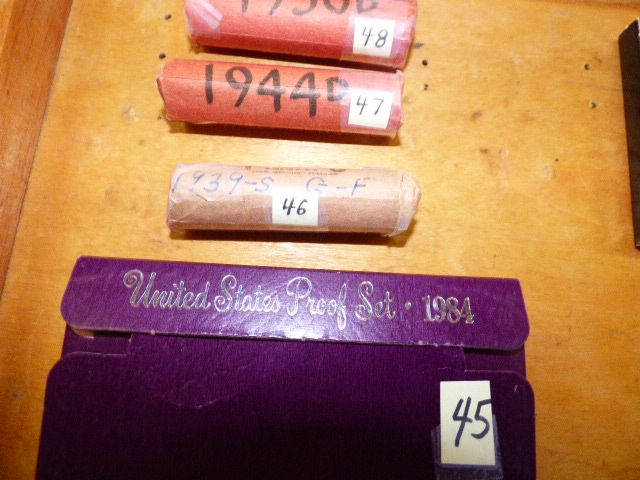 48
1944D
47
1939-S G-F
46
United States Proof Set · 1984
45